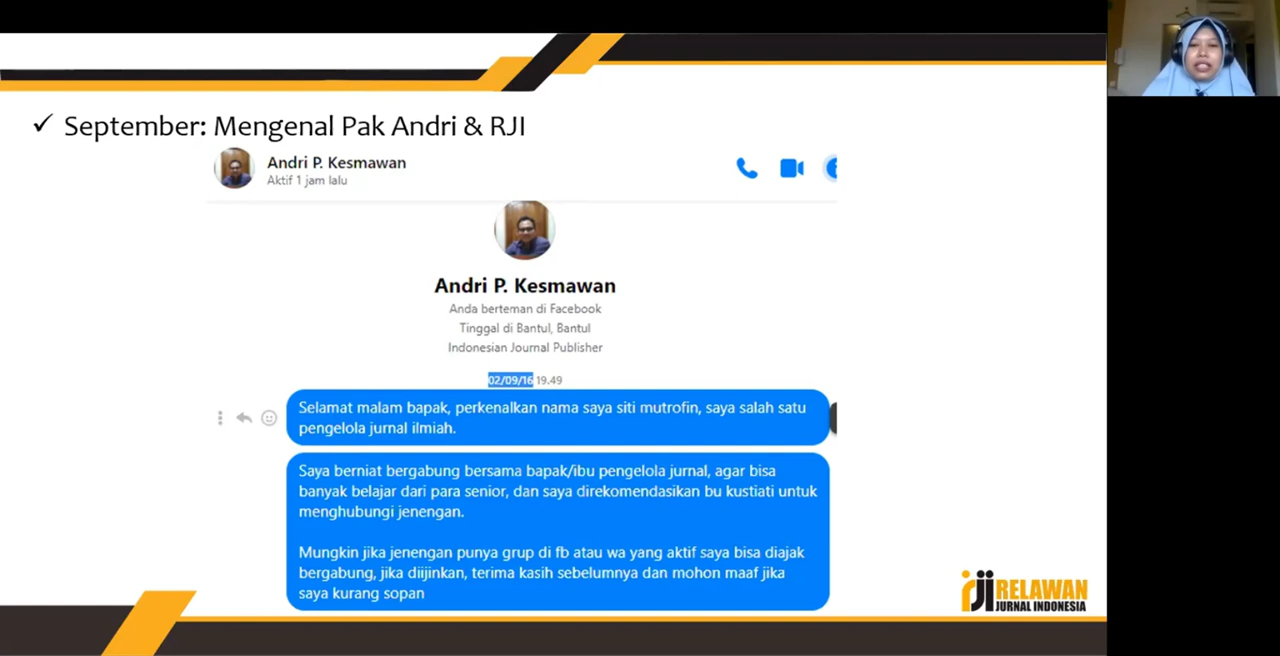 ✓ September: Mengenal Pak Andri & RJI
Andri P. Kesmawan
Aktif 1 jam lalu
Andri P. Kesmawan
Anda berteman di Facebook
Tinggal di Bantul, Bantul
Indonesian Journal Publisher
02/09/16 19.49
Selamat malam bapak, perkenalkan nama saya siti mutrofin, saya salah satu
pengelola jurnal ilmiah.
Saya berniat bergabung bersama bapak/ibu pengelola jurnal, agar bisa
banyak belajar dari para senior, dan saya direkomendasikan bu kustiati untuk
menghubungi jenengan.
Mungkin jika jenengan punya grup di fb atau wa yang aktif saya bisa diajak
bergabung, jika diijinkan, terima kasih sebelumnya dan mohon maaf jika
saya kurang sopan
rji RELAWAN
JURNAL INDONESIA